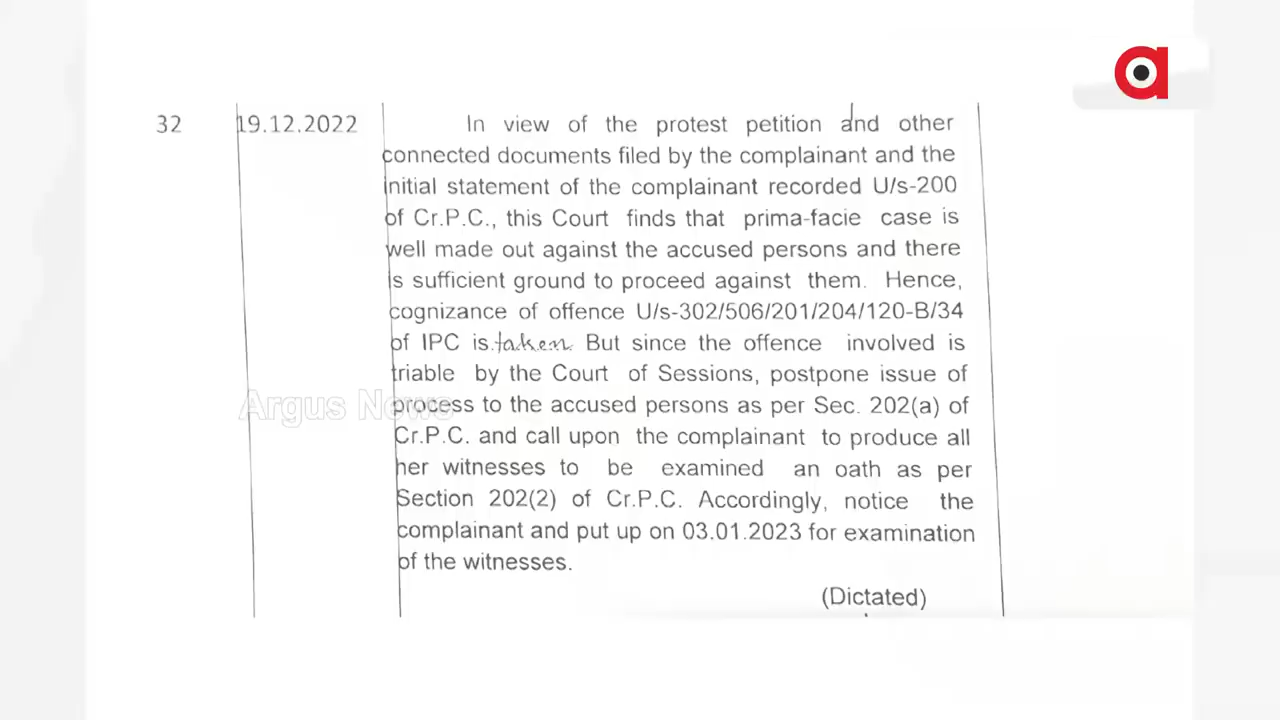 32 19.12.2022 In view of the protest petition and other
connected documents filed by the complainant and the
initial statement of the complainant recorded U/s-200
of Cr.P.C., this Court finds that prima-facie case is
well made out against the accused persons and there
is sufficient ground to proceed against them. Hence,
cognizance of offence U/s-302/506/201/204/120-B/34
of IPC is taken. But since the offence involved is
triable by the Court of Sessions, postpone issue of
process to the accused persons as per Sec. 202(a) of
Cr.P.C. and call upon the complainant to produce all
her witnesses to be examined an oath as per
Section 202(2) of Cr.P.C. Accordingly, notice the
complainant and put up on 03.01.2023 for examination
of the witnesses.
(Dictated)
Argus News
a